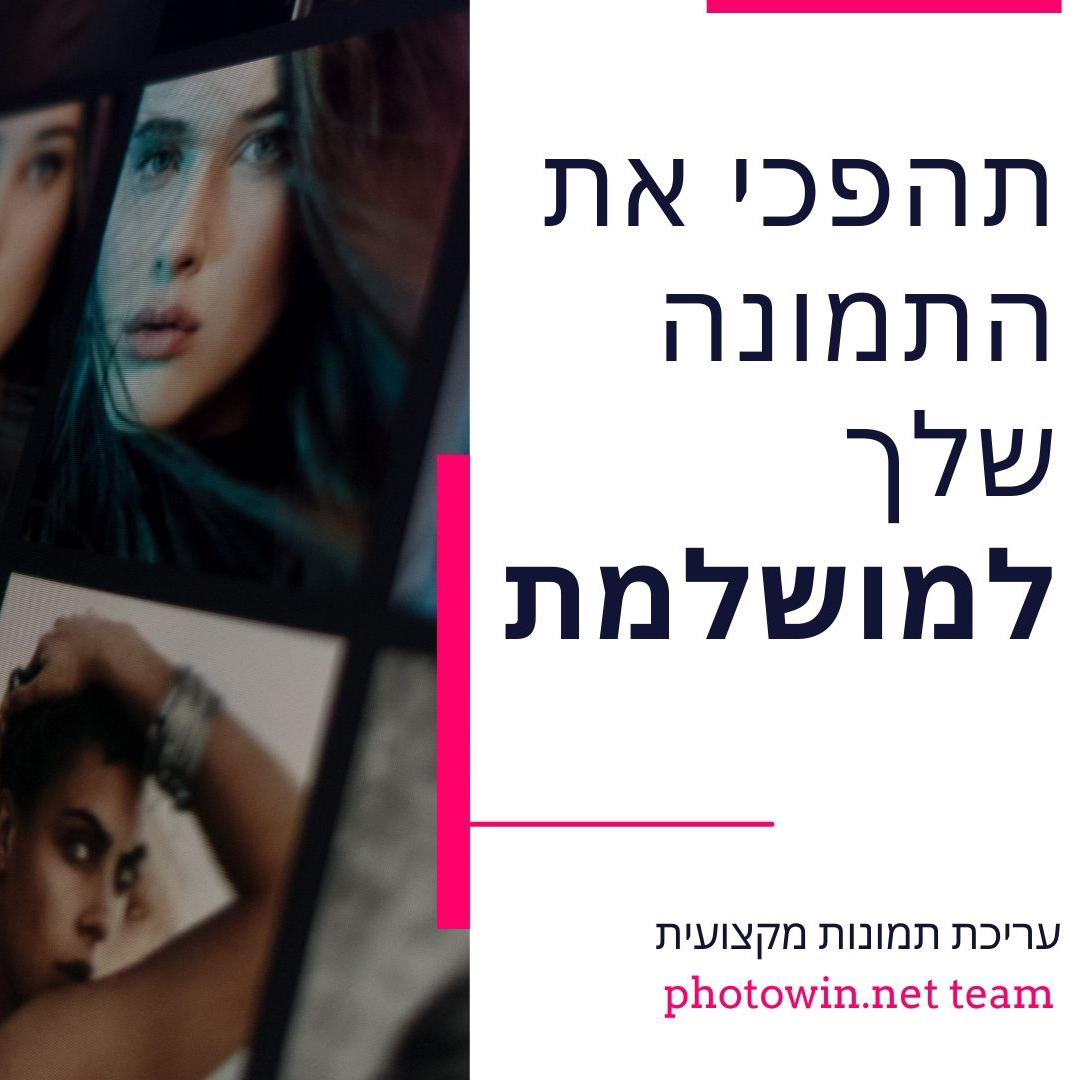 תהפכי את
התמונה
שלך
למושלמת
עריכת תמונות מקצועית
photowin.net team